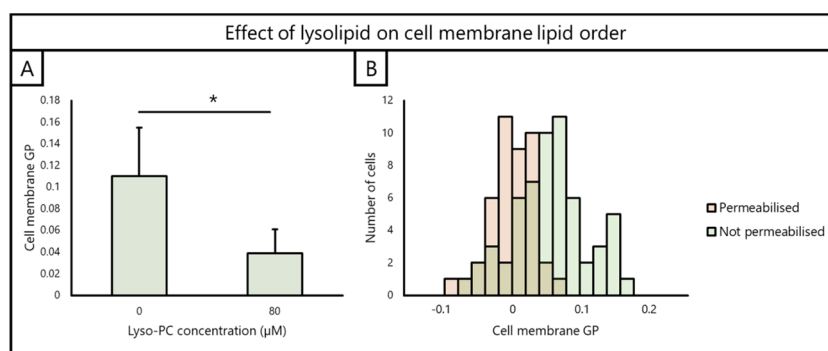 Effect of lysolipid on cell membrane lipid order
A
B
0.18
0.16
0.14
0.12
0.1
0.08
0.06
0.04
0.02
0
Cell membrane GP
*
0
80
Lyso-PC concentration (µM)
12
10
8
6
4
2
0
Number of cells
-0.1
0
0.1
0.2
Cell membrane GP
Permeabilised
Not permeabilised